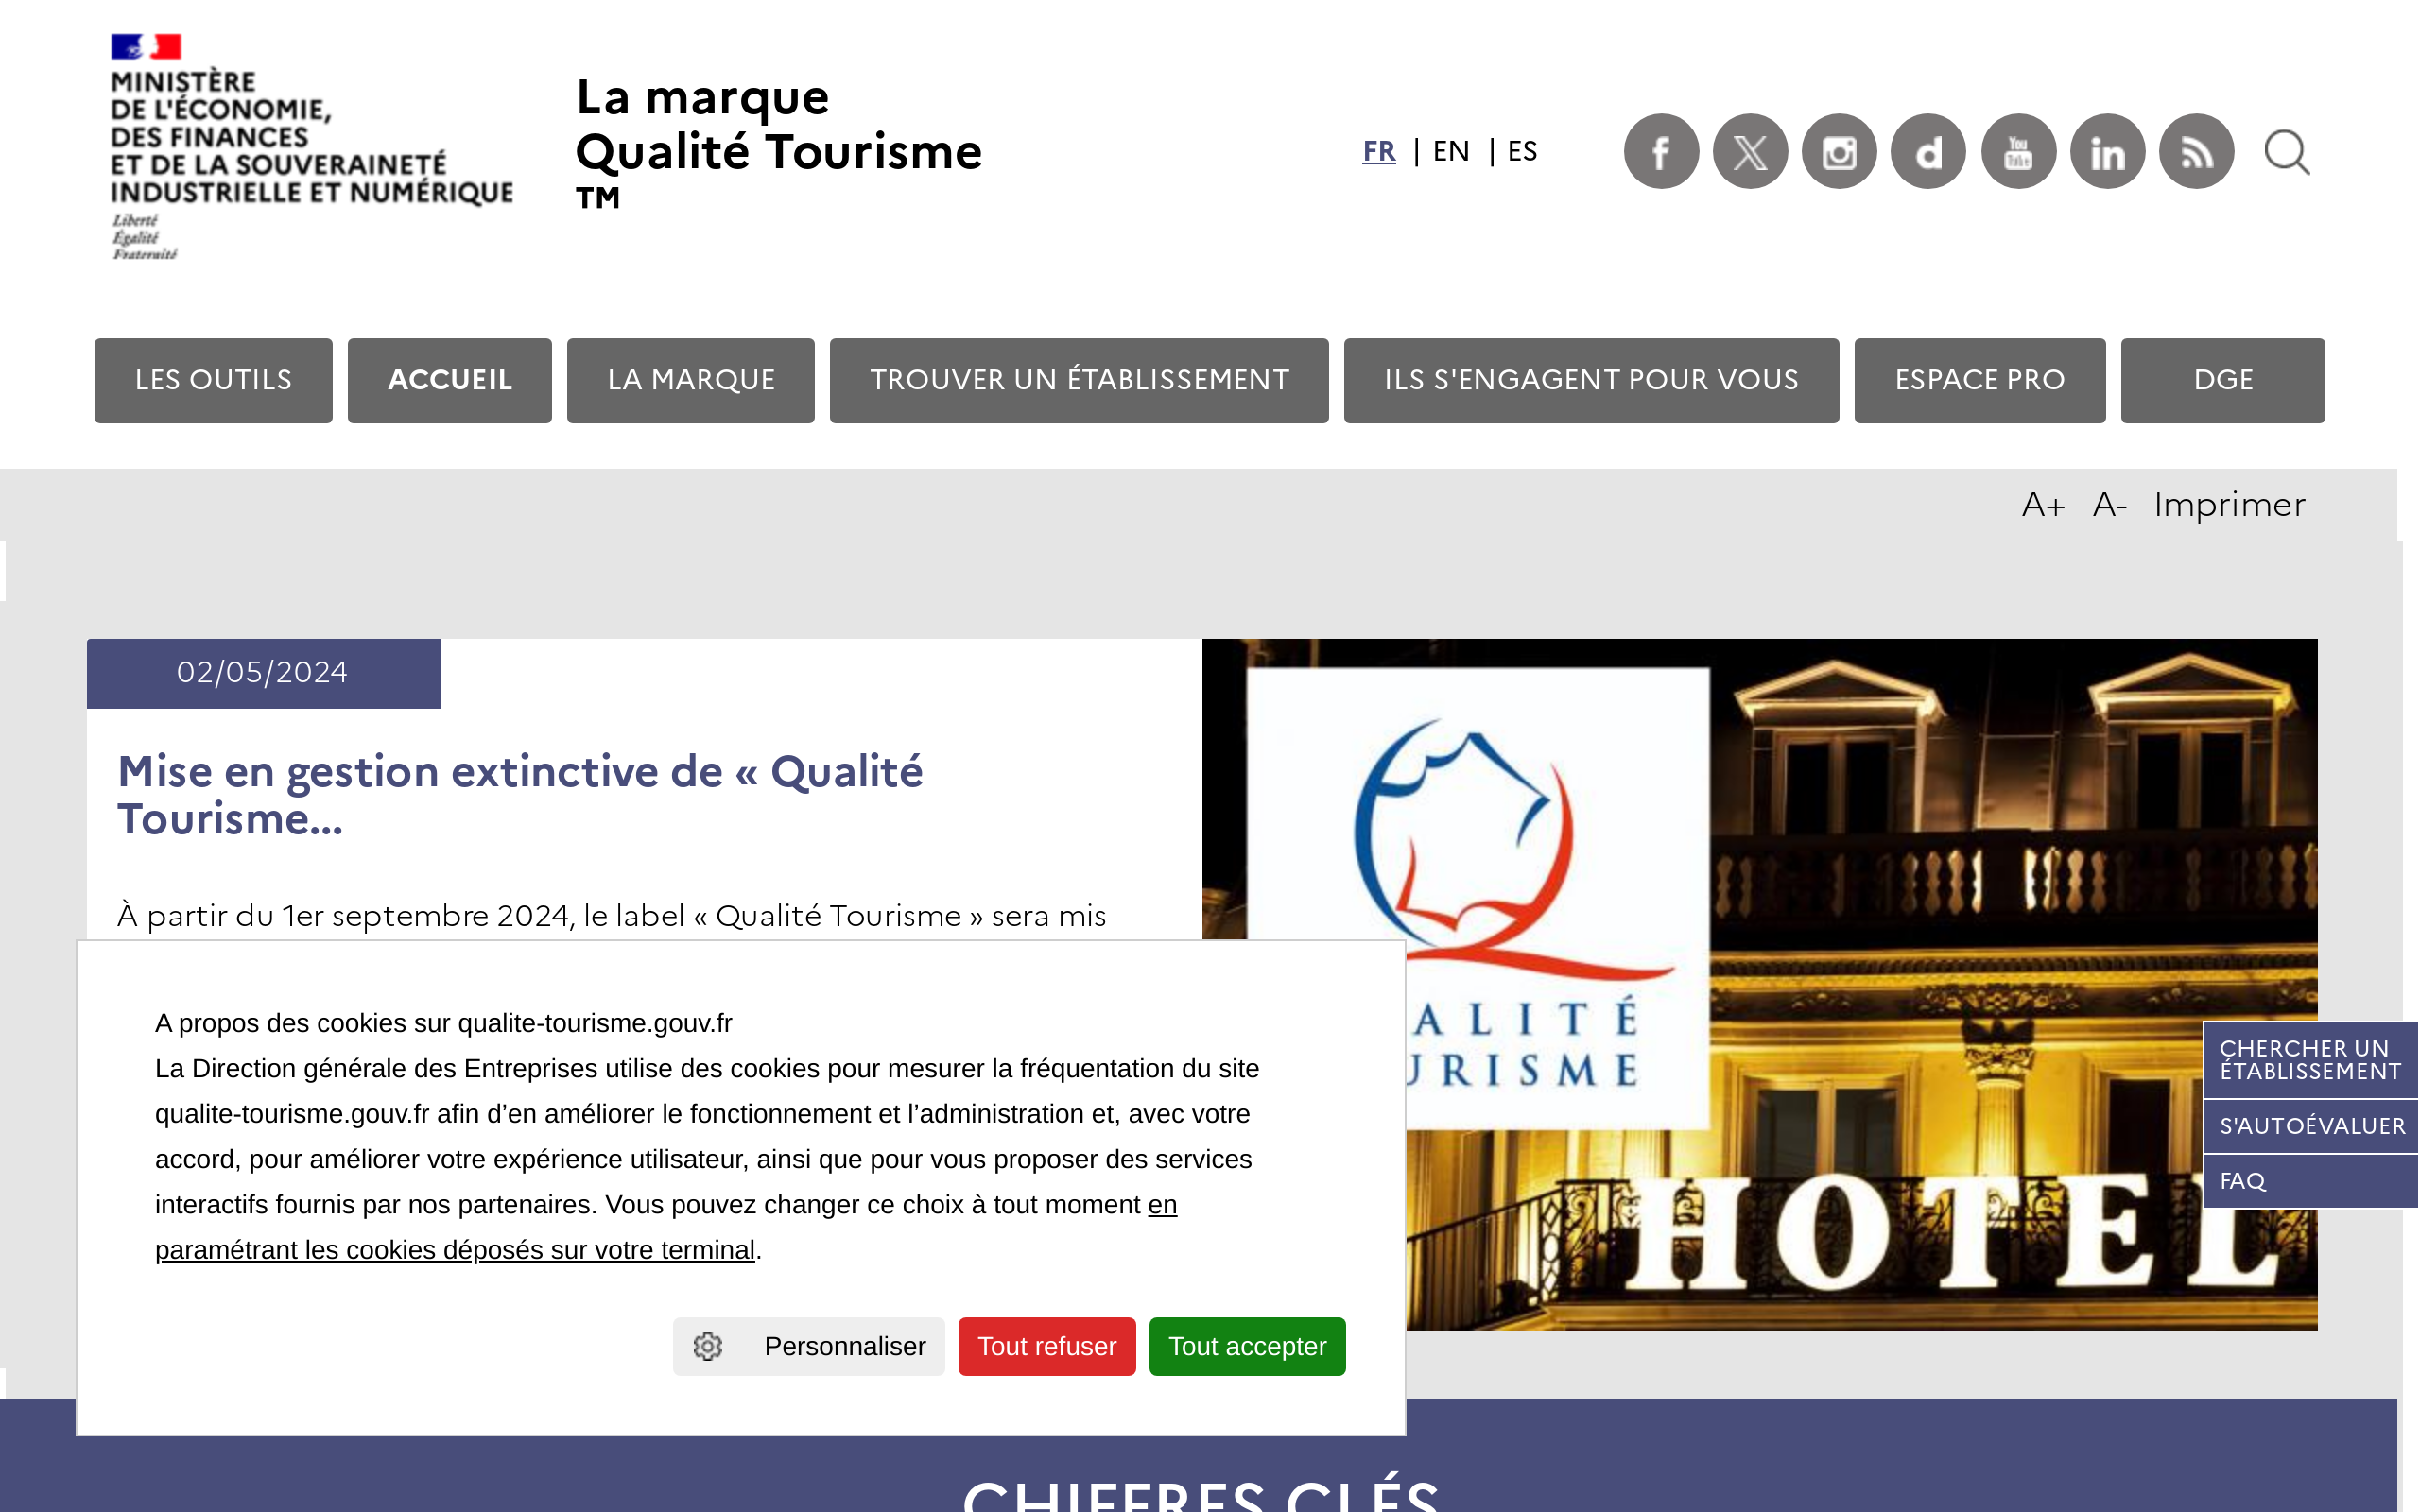 MINISTÈRE
DE L'ÉCONOMIE,
DES FINANCES
ET DE LA SOUVERAINETÉ
INDUSTRIELLE ET NUMÉRIQUE
Liberté
Égalité
Fraternité
La marque
Qualité Tourisme
™
FR | EN | ES
LES OUTILS
ACCUEIL
LA MARQUE
TROUVER UN ÉTABLISSEMENT
ILS S'ENGAGENT POUR VOUS
ESPACE PRO
DGE
A+ A- Imprimer
02/05/2024
Mise en gestion extinctive de « Qualité
Tourisme...
À partir du 1er septembre 2024, le label « Qualité Tourisme » sera mis
ALITÉ
URISME
HOTEL
CHERCHER UN
ÉTABLISSEMENT
S'AUTOÉVALUER
FAQ
A propos des cookies sur qualite-tourisme.gouv.fr
La Direction générale des Entreprises utilise des cookies pour mesurer la fréquentation du site
qualite-tourisme.gouv.fr afin d’en améliorer le fonctionnement et l’administration et, avec votre
accord, pour améliorer votre expérience utilisateur, ainsi que pour vous proposer des services
interactifs fournis par nos partenaires. Vous pouvez changer ce choix à tout moment en
paramétrant les cookies déposés sur votre terminal.
Personnaliser
Tout refuser
Tout accepter
CHIFFRES CLÉS